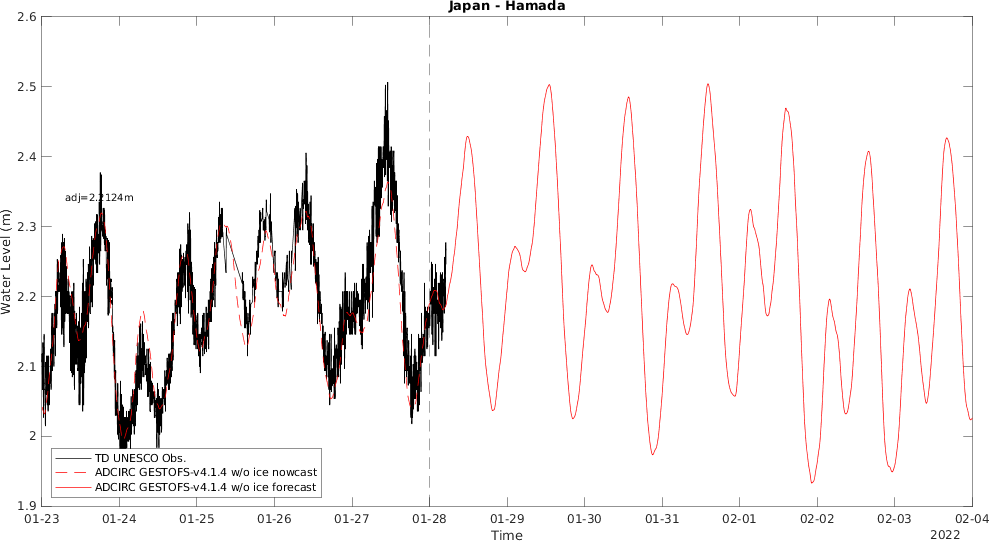 Japan - Hamada
2.6
2.5
2.4
2.3
2.2
2.1
2
1.9
Water Level (m)
adj=2.2124m
TD UNESCO Obs.
ADCIRC GESTOFS-v4.1.4 w/o ice nowcast
ADCIRC GESTOFS-v4.1.4 w/o ice forecast
01-23 01-24 01-25 01-26 01-27 01-28 01-29 01-30 01-31 02-01 02-02 02-03 02-04
Time
2022